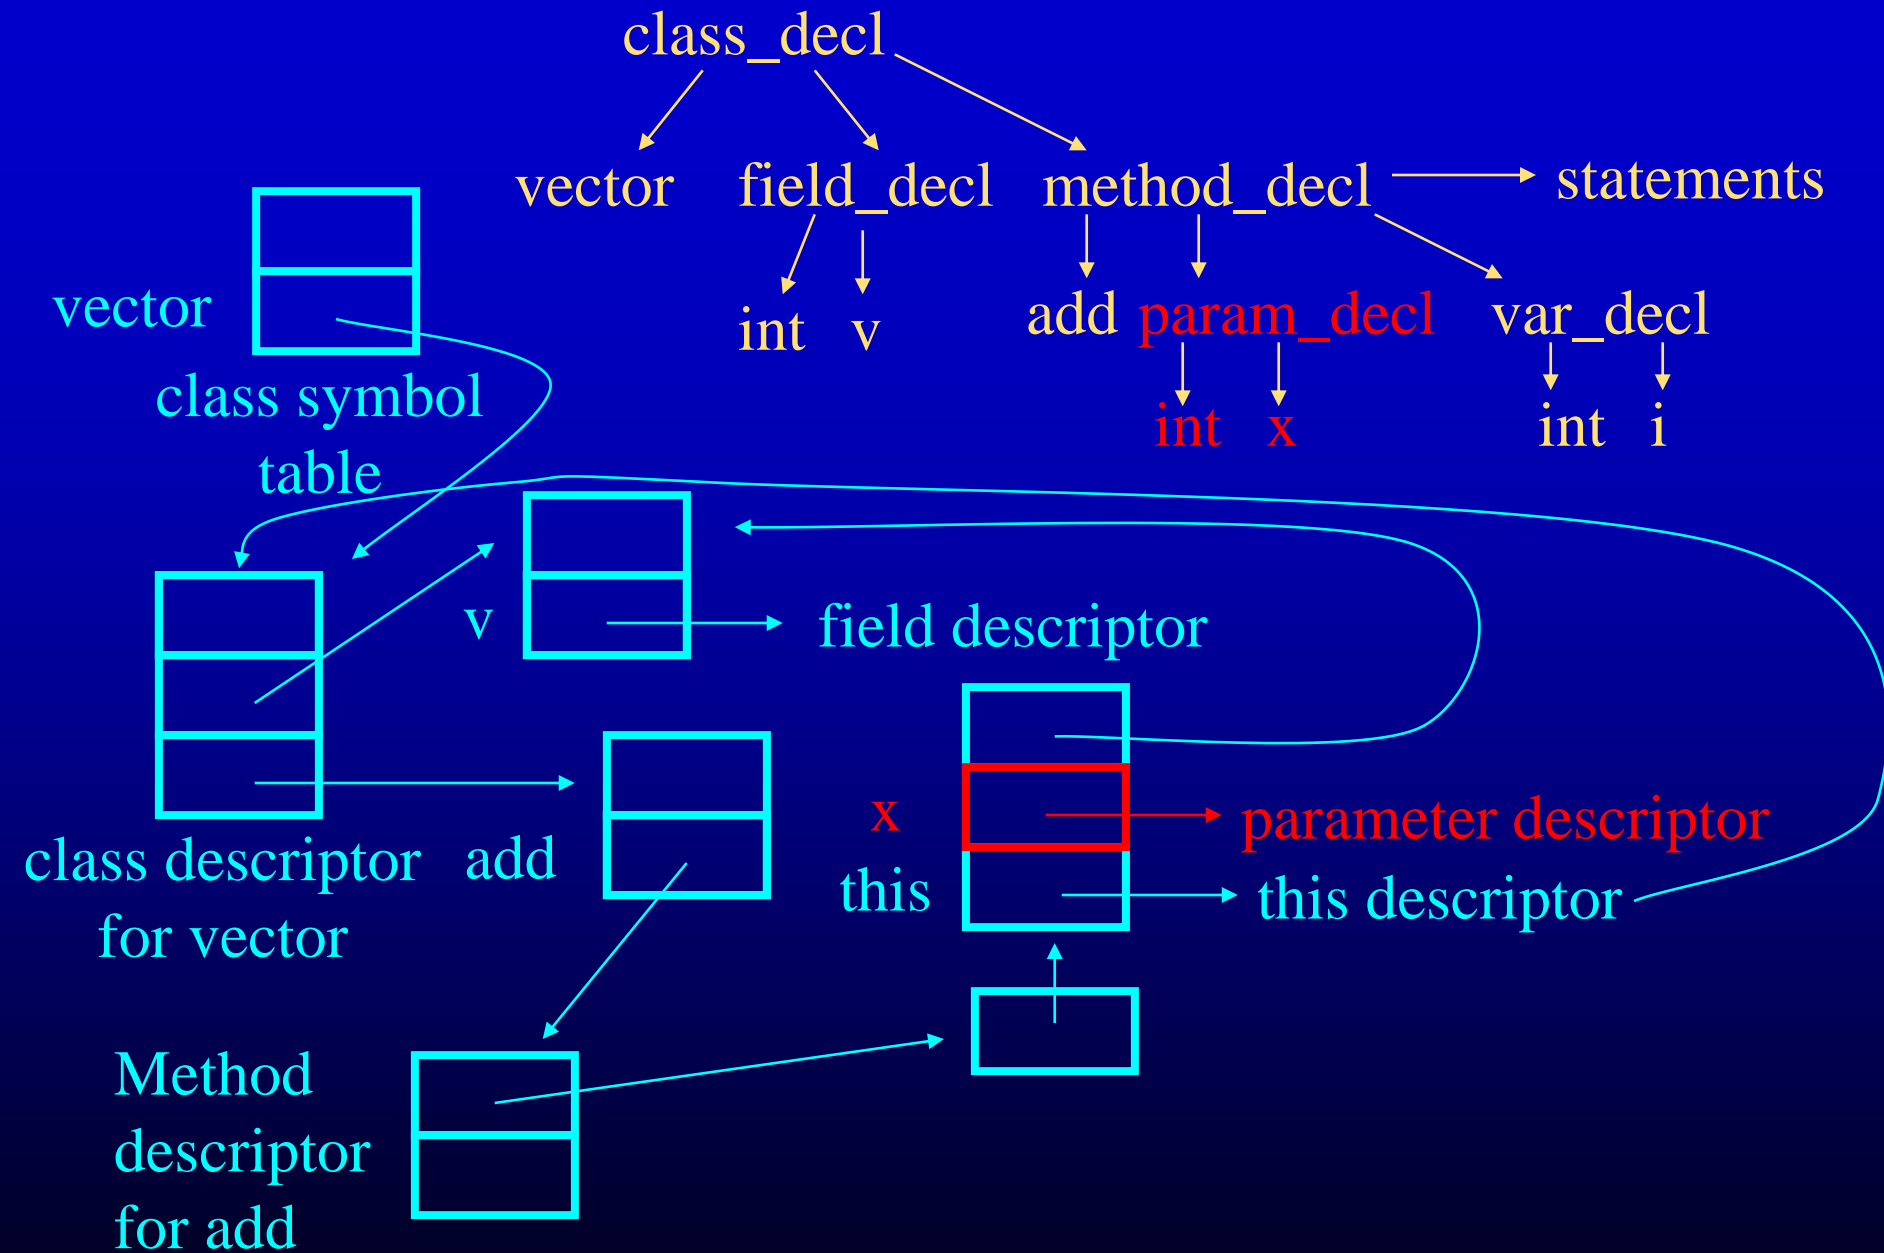 class_decl
vector field_decl method_decl statements
vector int v add param_decl var_decl
int x int i
class symbol
table
v field descriptor
x parameter descriptor
class descriptor add this this descriptor
for vector
Method
descriptor
for add